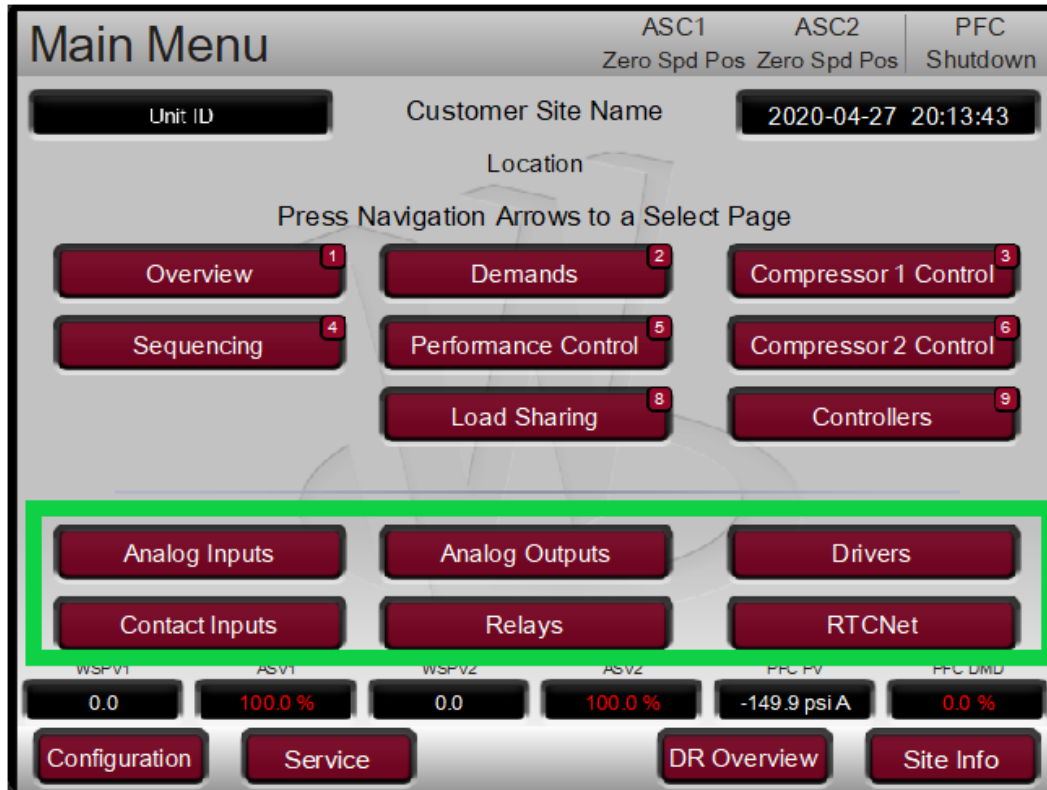 Main Menu
ASC1 ASC2 PFC
Zero Spd Pos Zero Spd Pos Shutdown
Unit ID Customer Site Name 2020-04-27 20:13:43
Location
Press Navigation Arrows to a Select Page
Overview 1 Demands 2 Compressor 1 Control 3
Sequencing 4 Performance Control 5 Compressor 2 Control 6
Load Sharing 8 Controllers 9
Analog Inputs Analog Outputs Drivers
Contact Inputs Relays RTCNet
WSPV1 ASV1 WSPV2 ASV2 PFC PV PFC DMD
0.0 100.0 % 0.0 100.0 % -149.9 psi A 0.0 %
Configuration Service DR Overview Site Info